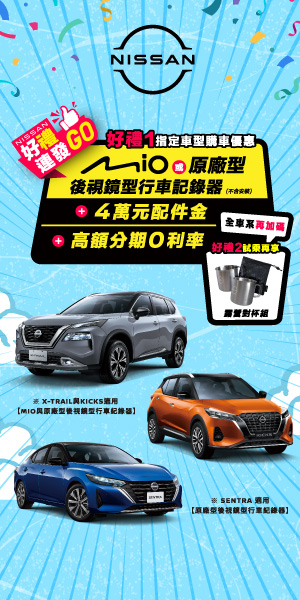 NISSAN
NISSAN
好禮
連發GO
好禮1指定車型購車優惠
Mio 或 原廠型
後視鏡型行車記錄器(不含安裝)
+ 4萬元配件金
+ 高額分期0利率
全車系再加碼
好禮2試乘再享
露營對杯組
※ X-TRAIL與KICKS適用
【MIO與原廠型後視鏡型行車記錄器】
KICKS
SENTRA
※ SENTRA 適用
【原廠型後視鏡型行車記錄器】